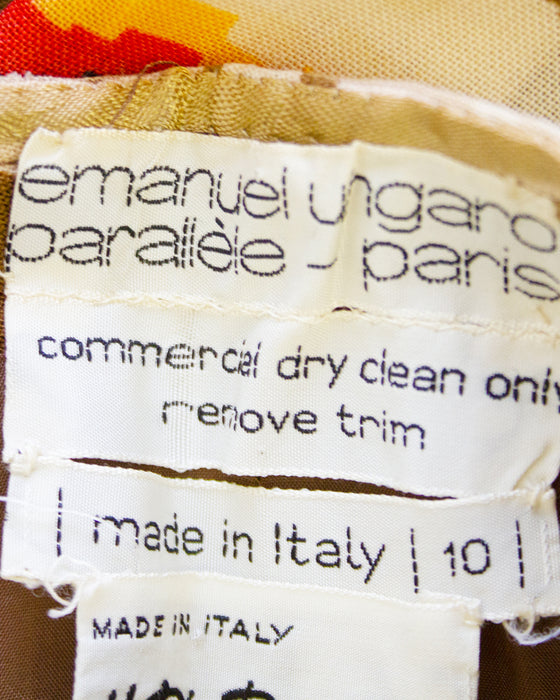 emanuel ungaro
parallèle - paris
commercial dry clean only
remove trim
| made in Italy | 10 |
MADE IN ITALY